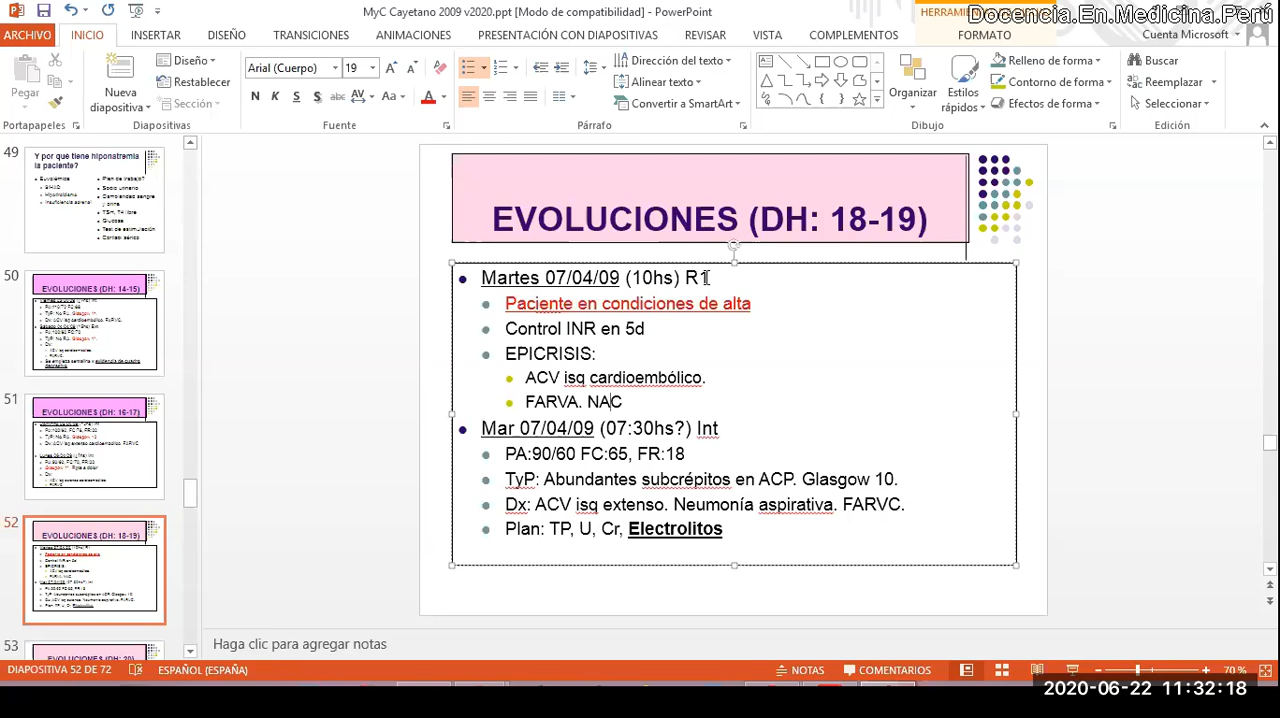 MyC Cayetano 2009 v2020.ppt [Modo de compatibilidad] - PowerPoint
HERRAMIEN
Docencia.En.Medicina.Perú
ARCHIVO INICIO INSERTAR DISEÑO TRANSICIONES ANIMACIONES PRESENTACIÓN CON DIAPOSITIVAS REVISAR VISTA COMPLEMENTOS FORMATO Cuenta Microsoft
Pegar
Nueva diapositiva
Diseño
Restablecer
Sección
Arial (Cuerpo) 19
N K S S abc AV Aa A
Dirección del texto
Alinear texto
Convertir a SmartArt
Organizar
Estilos rápidos
Relleno de forma
Contorno de forma
Efectos de forma
Buscar
Reemplazar
Seleccionar
Portapapeles Diapositivas Fuente Párrafo Dibujo Edición
49
Y por qué tiene hiponatremia
la paciente?
50
EVOLUCIONES (DH: 14-15)
51
EVOLUCIONES (DH: 16-17)
52
EVOLUCIONES (DH: 18-19)
53
EVOLUCIONES (DH: 20)
EVOLUCIONES (DH: 18-19)
Martes 07/04/09 (10hs) R1
Paciente en condiciones de alta
Control INR en 5d
EPICRISIS:
ACV isq cardioembólico.
FARVA. NAC
Mar 07/04/09 (07:30hs?) Int
PA:90/60 FC:65, FR:18
TyP: Abundantes subcrépitos en ACP. Glasgow 10.
Dx: ACV isq extenso. Neumonía aspirativa. FARVC.
Plan: TP, U, Cr, Electrolitos
Haga clic para agregar notas
DIAPOSITIVA 52 DE 72 ESPAÑOL (ESPAÑA) NOTAS COMENTARIOS 70 %
2020-06-22 11:32:18